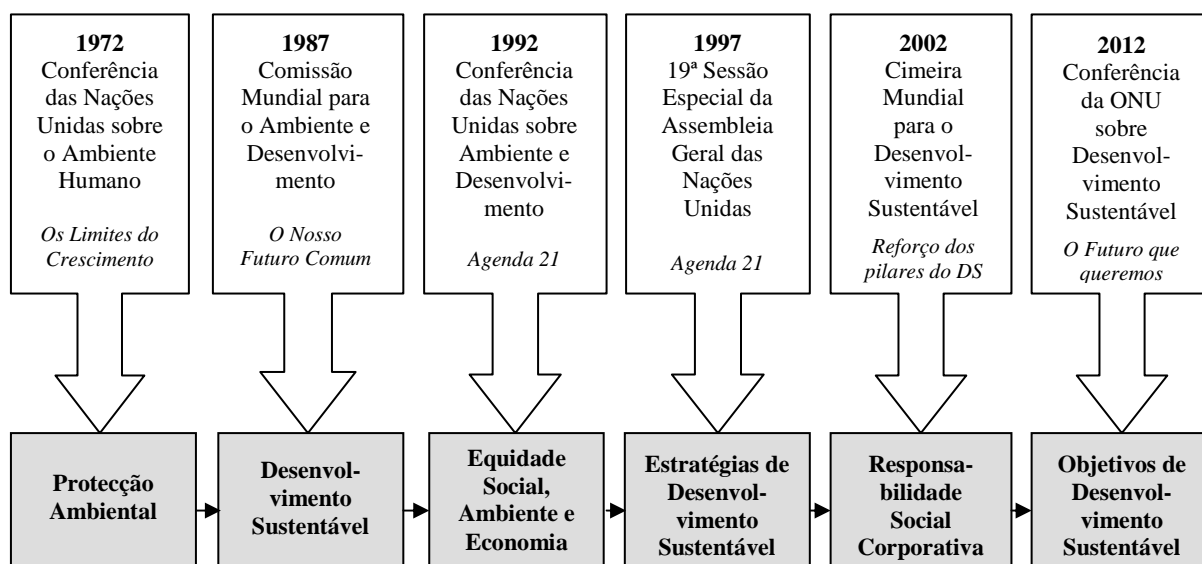 1972
Conferência
das Nações
Unidas sobre
o Ambiente
Humano
Os Limites do
Crescimento
1987
Comissão
Mundial para
o Ambiente e
Desenvolvi-
mento
O Nosso
Futuro Comum
1992
Conferência
das Nações
Unidas sobre
Ambiente e
Desenvolvi-
mento
Agenda 21
1997
19ª Sessão
Especial da
Assembleia
Geral das
Nações
Unidas
Agenda 21
2002
Cimeira
Mundial
para o
Desenvol-
vimento
Sustentável
Reforço dos
pilares do DS
2012
Conferência
da ONU
sobre
Desenvol-
vimento
Sustentável
O Futuro que
queremos
Protecção
Ambiental
Desenvol-
vimento
Sustentável
Equidade
Social,
Ambiente e
Economia
Estratégias de
Desenvol-
vimento
Sustentável
Responsa-
bilidade
Social
Corporativa
Objetivos de
Desenvol-
vimento
Sustentável